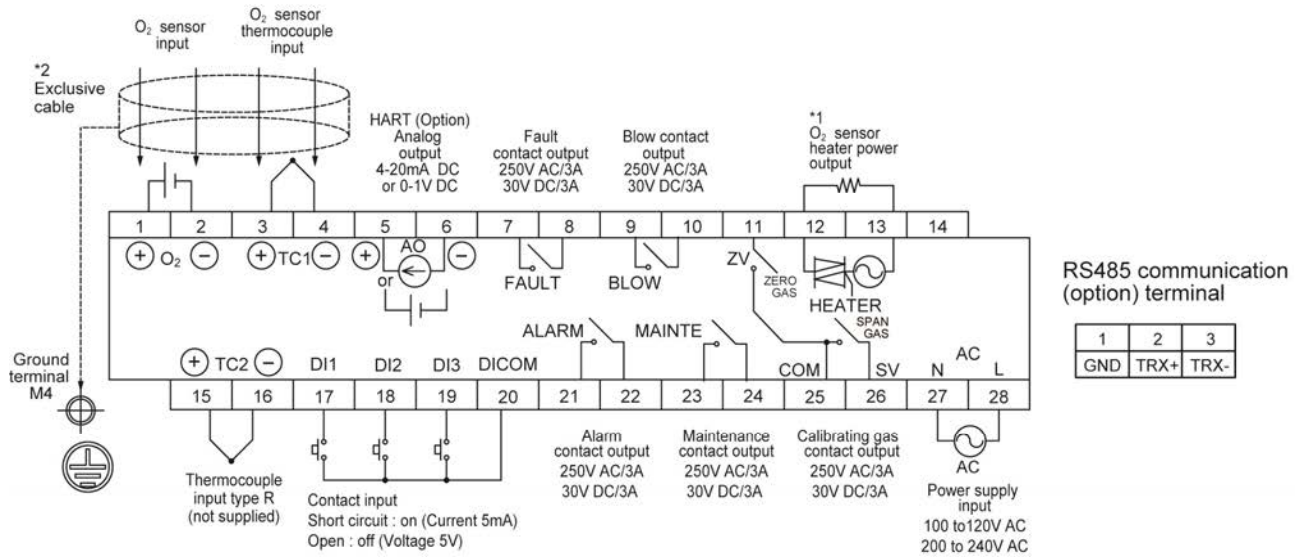 O₂ sensor
input
O₂ sensor
thermocouple
input
*2
Exclusive
cable
HART (Option)
Analog
output
4-20mA DC
or 0-1V DC
Fault
contact output
250V AC/3A
30V DC/3A
Blow contact
output
250V AC/3A
30V DC/3A
*1
O₂ sensor
heater power
output
1 2 3 4 5 6 7 8 9 10 11 12 13 14
+ O₂ − + TC1 − + AO −
or
FAULT
BLOW
ZV
ZERO
GAS
HEATER
ALARM
MAINTE
SPAN
GAS
+ TC2 − DI1 DI2 DI3 DICOM
COM SV N AC L
15 16 17 18 19 20 21 22 23 24 25 26 27 28
Ground
terminal
M4
Thermocouple
input type R
(not supplied)
Contact input
Short circuit : on (Current 5mA)
Open : off (Voltage 5V)
Alarm
contact output
250V AC/3A
30V DC/3A
Maintenance
contact output
250V AC/3A
30V DC/3A
Calibrating gas
contact output
250V AC/3A
30V DC/3A
AC
Power supply
input
100 to120V AC
200 to 240V AC
RS485 communication
(option) terminal
1 2 3
GND TRX+ TRX-